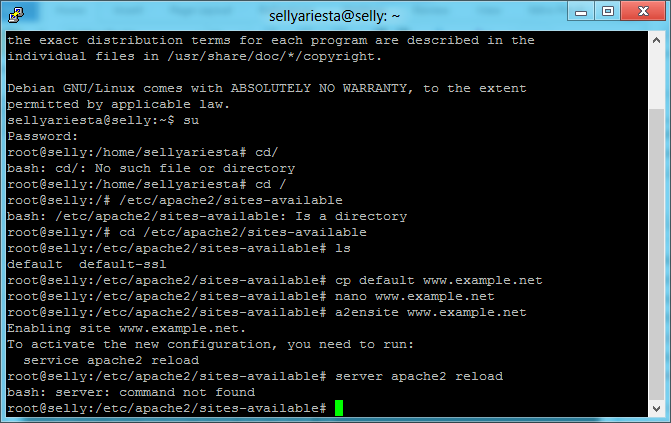 sellyariesta@selly: ~
the exact distribution terms for each program are described in the
individual files in /usr/share/doc/*/copyright.
Debian GNU/Linux comes with ABSOLUTELY NO WARRANTY, to the extent
permitted by applicable law.
sellyariesta@selly:~$ su
Password:
root@selly:/home/sellyariesta# cd/
bash: cd/: No such file or directory
root@selly:/home/sellyariesta# cd /
root@selly:/# /etc/apache2/sites-available
bash: /etc/apache2/sites-available: Is a directory
root@selly:/# cd /etc/apache2/sites-available
root@selly:/etc/apache2/sites-available# ls
default  default-ssl
root@selly:/etc/apache2/sites-available# cp default www.example.net
root@selly:/etc/apache2/sites-available# nano www.example.net
root@selly:/etc/apache2/sites-available# a2ensite www.example.net
Enabling site www.example.net.
To activate the new configuration, you need to run:
  service apache2 reload
root@selly:/etc/apache2/sites-available# server apache2 reload
bash: server: command not found
root@selly:/etc/apache2/sites-available#